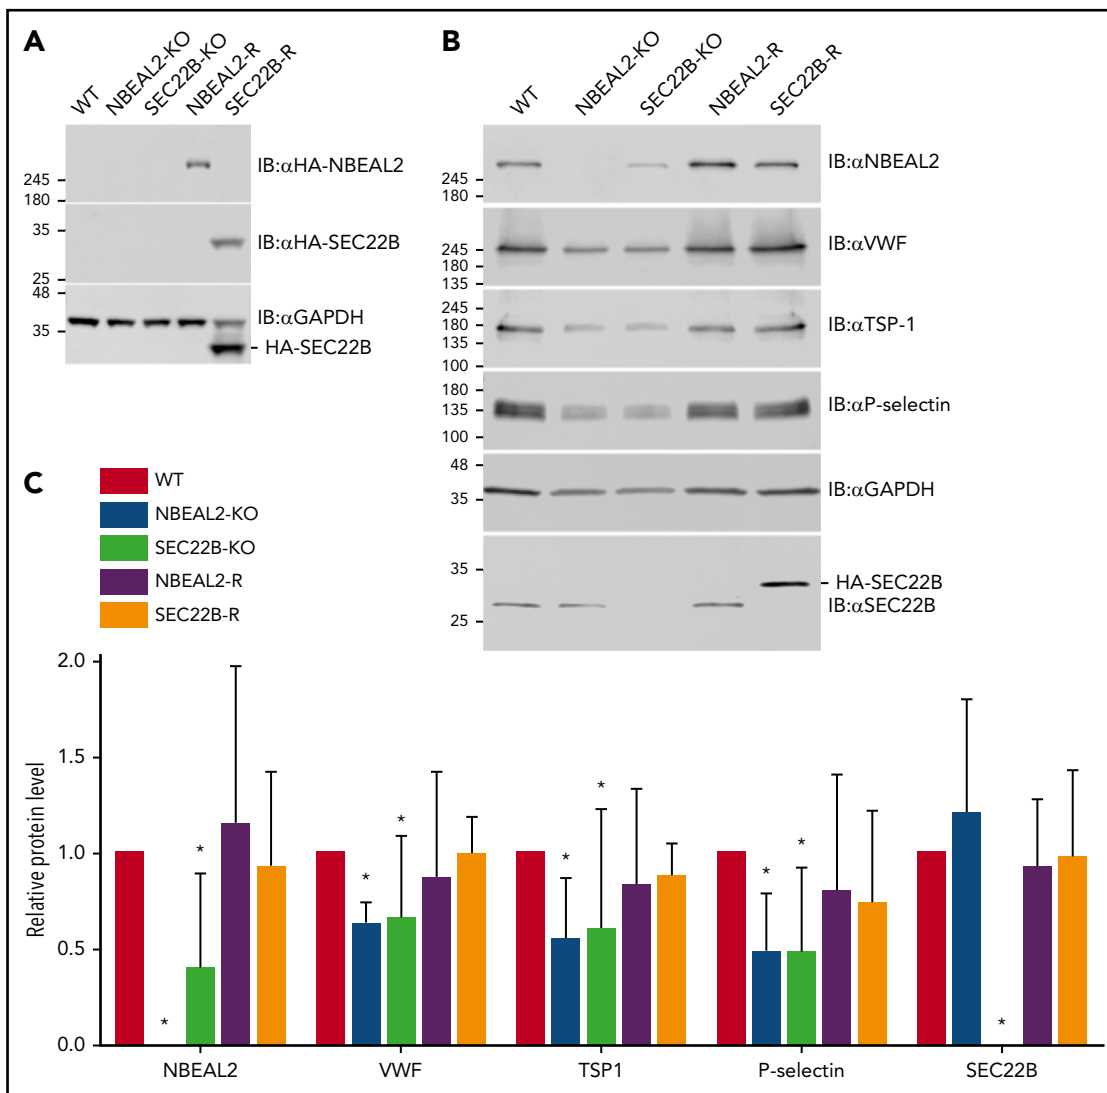 A
WT
NBEAL2-KO
SEC22B-KO
NBEAL2-R
SEC22B-R
245
180
IB:αHA-NBEAL2
35
25
IB:αHA-SEC22B
48
35
IB:αGAPDH
HA-SEC22B
B
WT
NBEAL2-KO
SEC22B-KO
NBEAL2-R
SEC22B-R
245
180
IB:αNBEAL2
245
180
135
IB:αVWF
245
180
135
100
IB:αTSP-1
180
135
100
IB:αP-selectin
48
35
IB:αGAPDH
35
25
HA-SEC22B
IB:αSEC22B
C
WT
NBEAL2-KO
SEC22B-KO
NBEAL2-R
SEC22B-R
Relative protein level
2.0
1.5
1.0
0.5
0.0
* * * * * * * * *
NBEAL2 VWF TSP1 P-selectin SEC22B